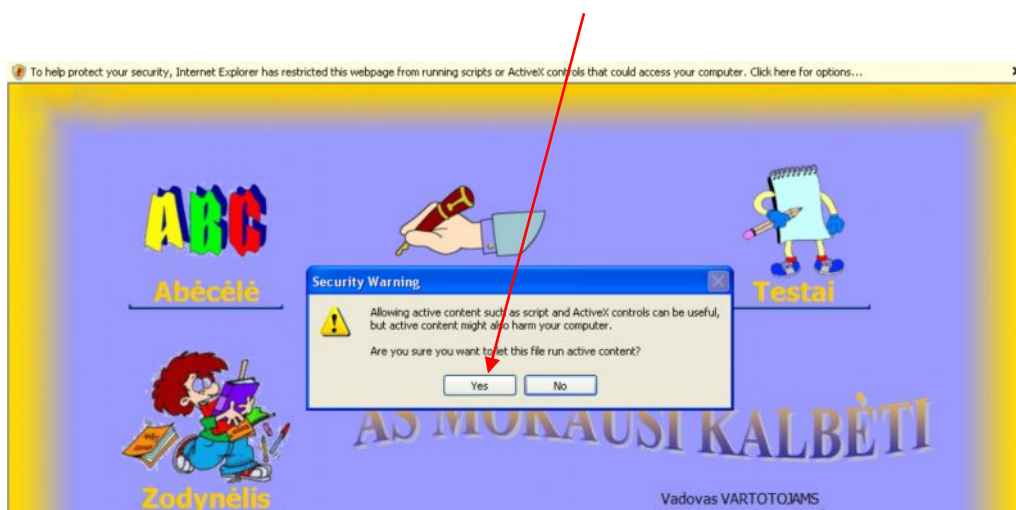 To help protect your security, Internet Explorer has restricted this webpage from running scripts or ActiveX controls that could access your computer. Click here for options...
ABC
Abėcėlė
Testai
Security Warning
Allowing active content such as script and ActiveX controls can be useful,
but active content might also harm your computer.
Are you sure you want to let this file run active content?
Yes
No
AŠ MOKAUSI KALBĖTI
Žodynėlis
Vadovas VARTOTOJAMS